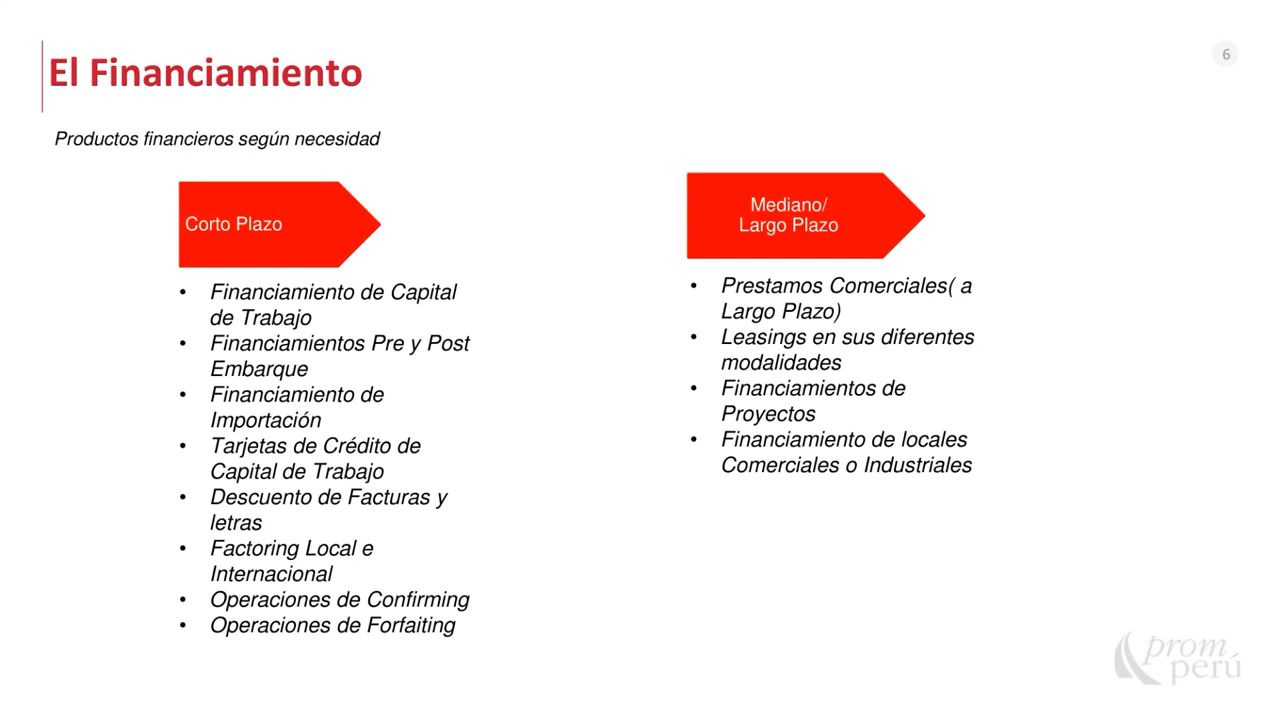 El Financiamiento
6
Productos financieros según necesidad
Corto Plazo
• Financiamiento de Capital
de Trabajo
• Financiamientos Pre y Post
Embarque
• Financiamiento de
Importación
• Tarjetas de Crédito de
Capital de Trabajo
• Descuento de Facturas y
letras
• Factoring Local e
Internacional
• Operaciones de Confirming
• Operaciones de Forfaiting
Mediano/
Largo Plazo
• Prestamos Comerciales( a
Largo Plazo)
• Leasings en sus diferentes
modalidades
• Financiamientos de
Proyectos
• Financiamiento de locales
Comerciales o Industriales
prom
perú